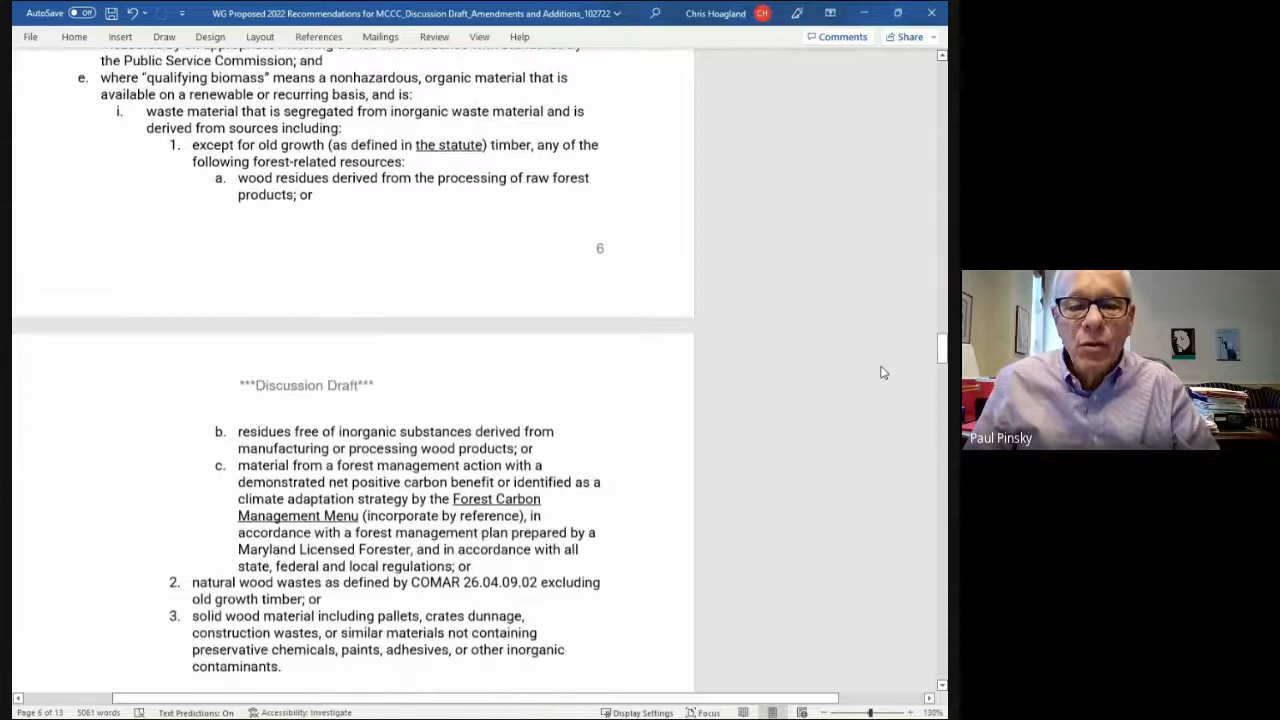 AutoSave Off WG Proposed 2022 Recommendations for MCCC_Discussion Draft_Amendments and Additions_102722 Chris Hoagland CH
File Home Insert Draw Design Layout References Mailings Review View Help Comments Share
the Public Service Commission; and
e. where “qualifying biomass” means a nonhazardous, organic material that is
available on a renewable or recurring basis, and is:
i. waste material that is segregated from inorganic waste material and is
derived from sources including:
1. except for old growth (as defined in the statute) timber, any of the
following forest-related resources:
a. wood residues derived from the processing of raw forest
products; or
6
***Discussion Draft***
b. residues free of inorganic substances derived from
manufacturing or processing wood products; or
c. material from a forest management action with a
demonstrated net positive carbon benefit or identified as a
climate adaptation strategy by the Forest Carbon
Management Menu (incorporate by reference), in
accordance with a forest management plan prepared by a
Maryland Licensed Forester, and in accordance with all
state, federal and local regulations; or
2. natural wood wastes as defined by COMAR 26.04.09.02 excluding
old growth timber; or
3. solid wood material including pallets, crates dunnage,
construction wastes, or similar materials not containing
preservative chemicals, paints, adhesives, or other inorganic
contaminants.
Paul Pinsky
Page 6 of 13 5061 words Text Predictions: On Accessibility: Investigate Display Settings Focus 130%